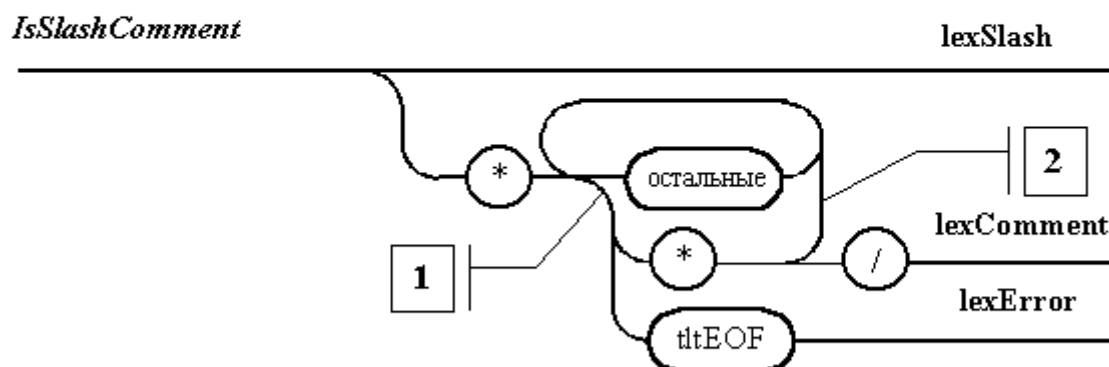 IsSlashComment
lexSlash
*
остальные
2
lexComment
1
*
/
lexError
tltEOF